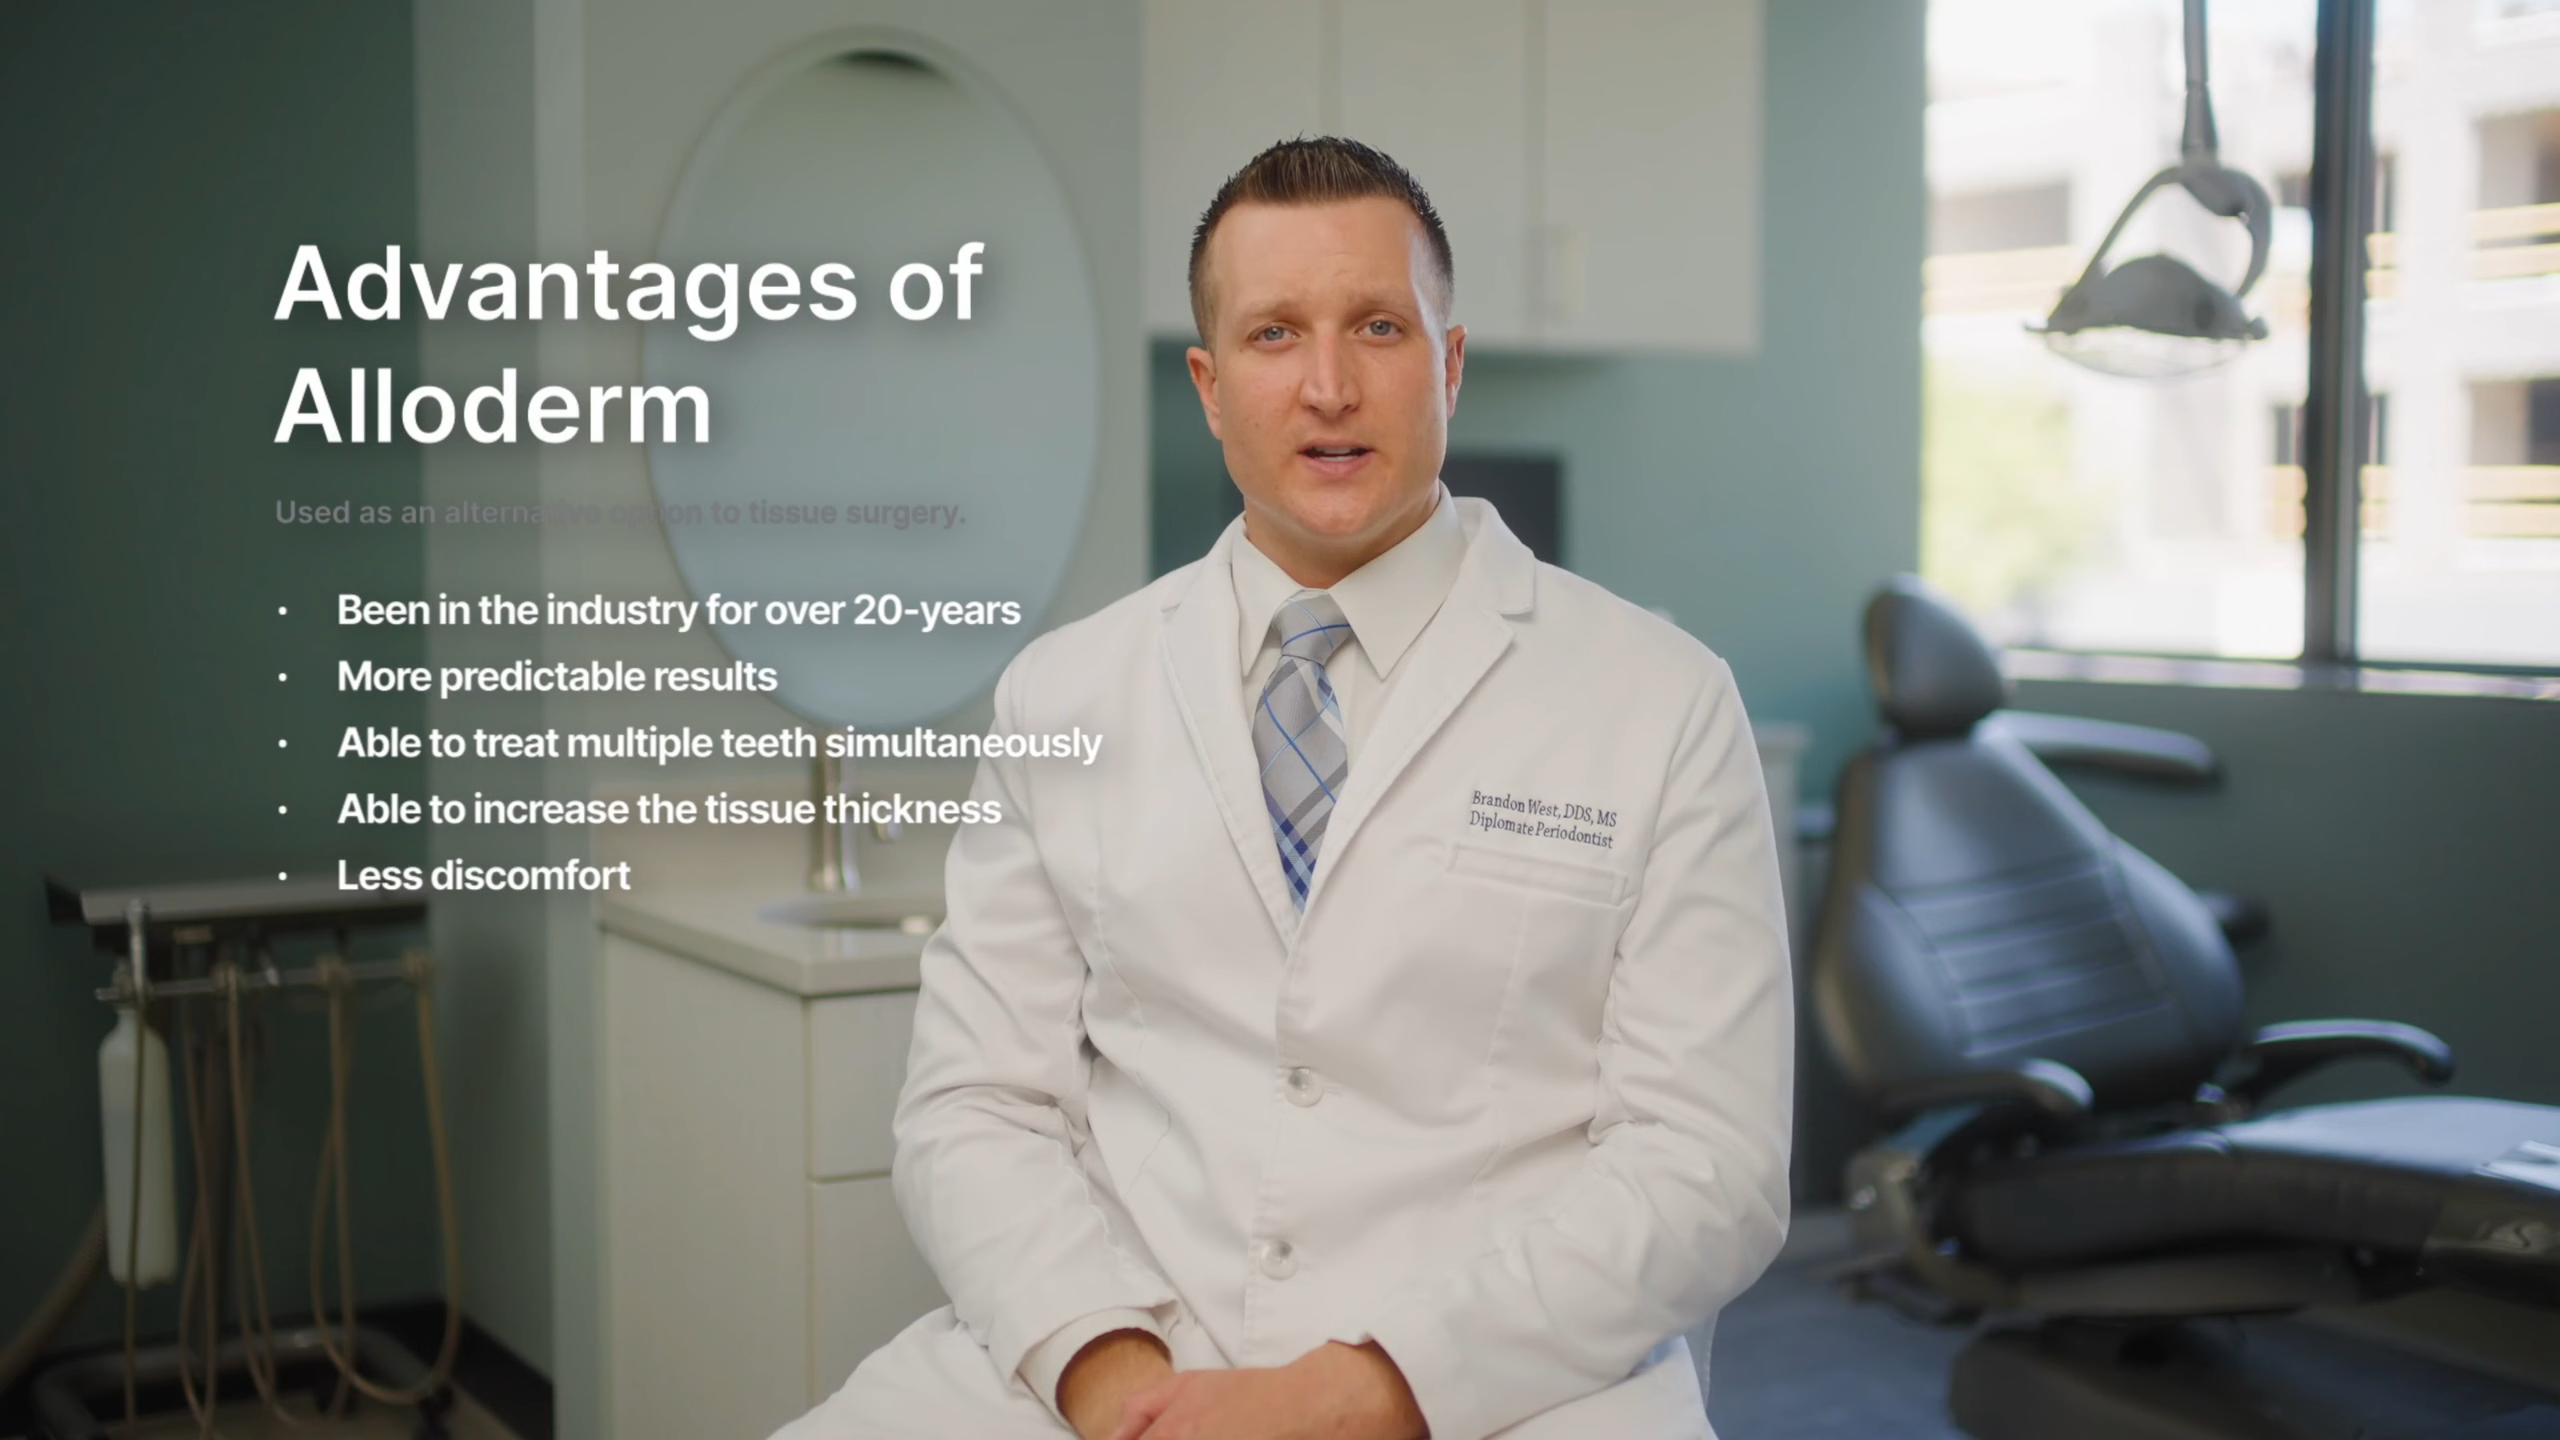 Advantages of
Alloderm
Used as an alternative option to tissue surgery.
· Been in the industry for over 20-years
· More predictable results
· Able to treat multiple teeth simultaneously
· Able to increase the tissue thickness
· Less discomfort
Brandon West, DDS, MS
Diplomate Periodontist